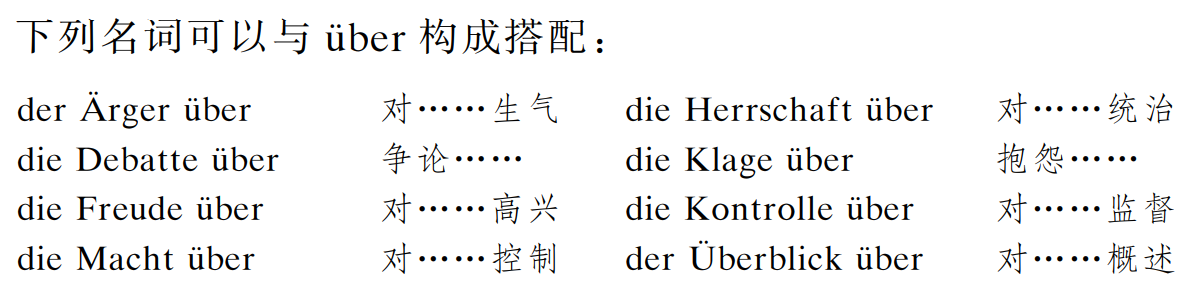 下列名词可以与 über 构成搭配：
der Ärger über 对……生气 die Herrschaft über 对……统治
die Debatte über 争论…… die Klage über 抱怨……
die Freude über 对……高兴 die Kontrolle über 对……监督
die Macht über 对……控制 der Überblick über 对……概述